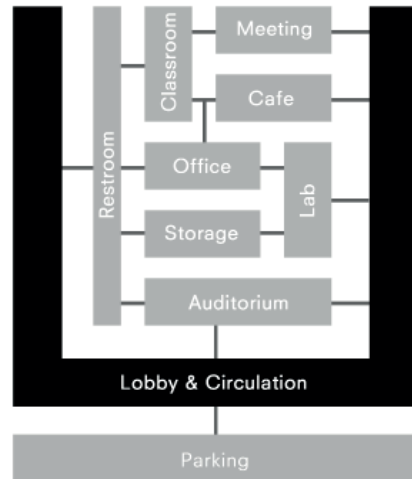 Meeting
Classroom
Cafe
Restroom
Office
Lab
Storage
Auditorium
Lobby & Circulation
Parking